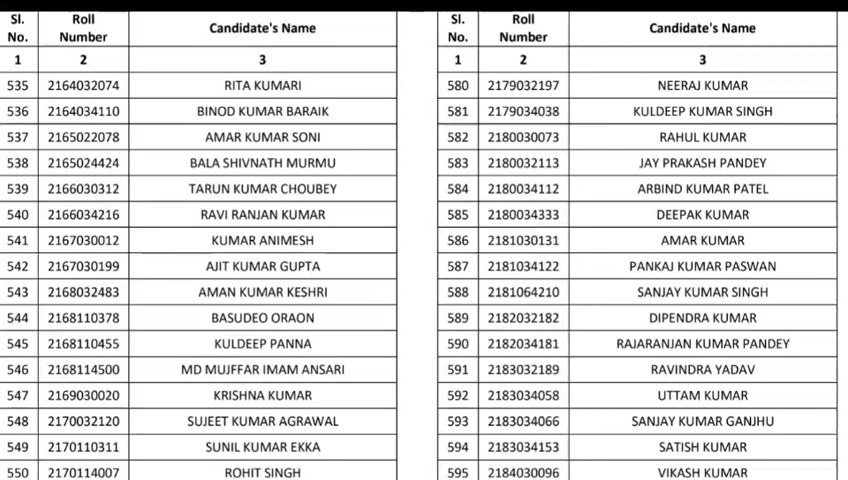 Sl. No. Roll Number Candidate's Name
1 2 3
535 2164032074 RITA KUMARI
536 2164034110 BINOD KUMAR BARAIK
537 2165022078 AMAR KUMAR SONI
538 2165024424 BALA SHIVNATH MURMU
539 2166030312 TARUN KUMAR CHOUBEY
540 2166034216 RAVI RANJAN KUMAR
541 2167030012 KUMAR ANIMESH
542 2167030199 AJIT KUMAR GUPTA
543 2168032483 AMAN KUMAR KESHRI
544 2168110378 BASUDEO ORAON
545 2168110455 KULDEEP PANNA
546 2168114500 MD MUJFFAR IMAM ANSARI
547 2169030020 KRISHNA KUMAR
548 2170032120 SUJEET KUMAR AGRAWAL
549 2170110311 SUNIL KUMAR EKKA
550 2170114007 ROHIT SINGH
Sl. No. Roll Number Candidate's Name
1 2 3
580 2179032197 NEERAJ KUMAR
581 2179034038 KULDEEP KUMAR SINGH
582 2180030073 RAHUL KUMAR
583 2180032113 JAY PRAKASH PANDEY
584 2180034112 ARBIND KUMAR PATEL
585 2180034333 DEEPAK KUMAR
586 2181030131 AMAR KUMAR
587 2181034122 PANKAJ KUMAR PASWAN
588 2181064210 SANJAY KUMAR SINGH
589 2182032182 DIPENDRA KUMAR
590 2182034181 RAJARANJAN KUMAR PANDEY
591 2183032189 RAVINDRA YADAV
592 2183034058 UTTAM KUMAR
593 2183034066 SANJAY KUMAR GANJHU
594 2183034153 SATISH KUMAR
595 2184030096 VIKASH KUMAR